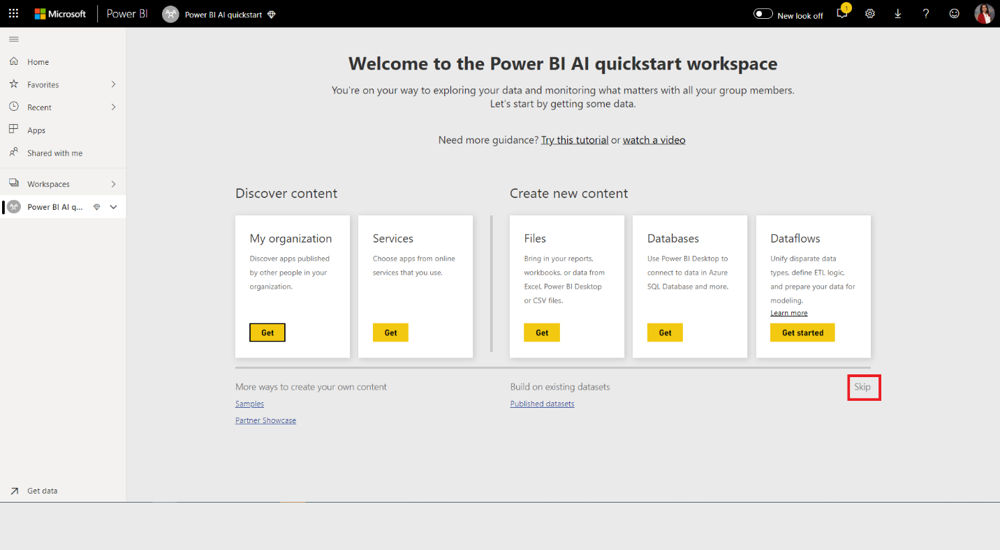 Microsoft
Power BI
Power BI AI quickstart
New look off
1
?
Home
Favorites
Recent
Apps
Shared with me
Workspaces
Power BI AI q...
Get data
Welcome to the Power BI AI quickstart workspace
You're on your way to exploring your data and monitoring what matters with all your group members.
Let's start by getting some data.
Need more guidance? Try this tutorial or watch a video
Discover content
My organization
Discover apps published
by other people in your
organization.
Get
Services
Choose apps from online
services that you use.
Get
Create new content
Files
Bring in your reports,
workbooks, or data from
Excel, Power BI Desktop
or CSV files.
Get
Databases
Use Power BI Desktop to
connect to data in Azure
SQL Database and more.
Get
Dataflows
Unify disparate data
types, define ETL logic,
and prepare your data for
modeling.
Learn more
Get started
More ways to create your own content
Samples
Partner Showcase
Build on existing datasets
Published datasets
Skip